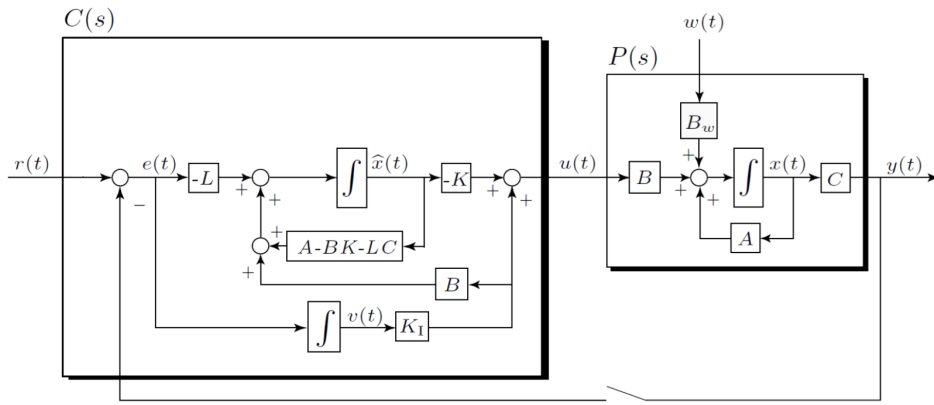 C(s)
w(t)
P(s)
B_w
r(t) e(t) -L + ∫ x̂(t) -K + u(t) B + ∫ x(t) C y(t)
+
+ + + +
−
+ A-BK-LC A
+ B
∫ v(t) K_I